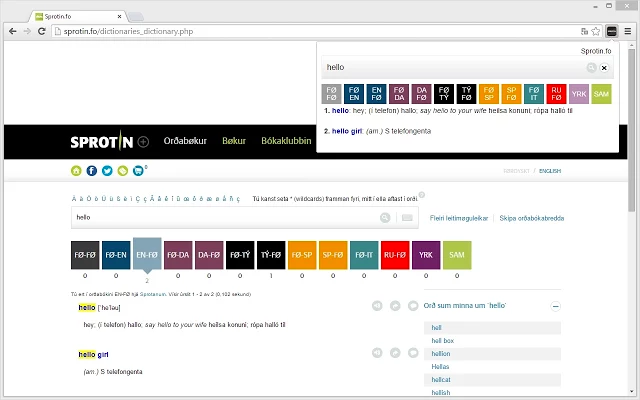 Sprotin.fo
sprotin.fo/dictionaries_dictionary.php
Sprotin.fo
hello
FØ FØ
FØ EN
EN FØ
FØ DA
DA FØ
FØ TÝ
TÝ FØ
FØ SP
SP FØ
FØ IT
RU FØ
YRK
SAM
1. hello: hey; (í telefon) hallo; say hello to your wife heilsa konuni; rópa halló til
2. hello girl: (am.) S telefongenta
SPROTIN
Orðabøkur
Bøkur
Bókaklubbin
0
FØROYSKT
ENGLISH
Tú kanst seta * (wildcards) framman fyri, mitt í ella aftast í orði.
hello
Fleiri leitimøguleikar
Skipa orðabókabredda
FØ-FØ FØ-EN EN-FØ FØ-DA DA-FØ FØ-TÝ TÝ-FØ FØ-SP SP-FØ FØ-IT RU-FØ YRK SAM
0 0 2 0 0 0 1 0 0 0 0 0 0
Tú ert í orðabókini EN-FØ hjá Sprotanum. Vísir úrslit 1 - 2 av 2 (0,102 sekund)
hello [ˈheˈləu]
hey; (í telefon) hallo; say hello to your wife heilsa konuni; rópa halló til
hello girl
(am.) S telefongenta
Orð sum minna um 'hello'
hell
hell box
hellion
Hellas
hellcat
hellish